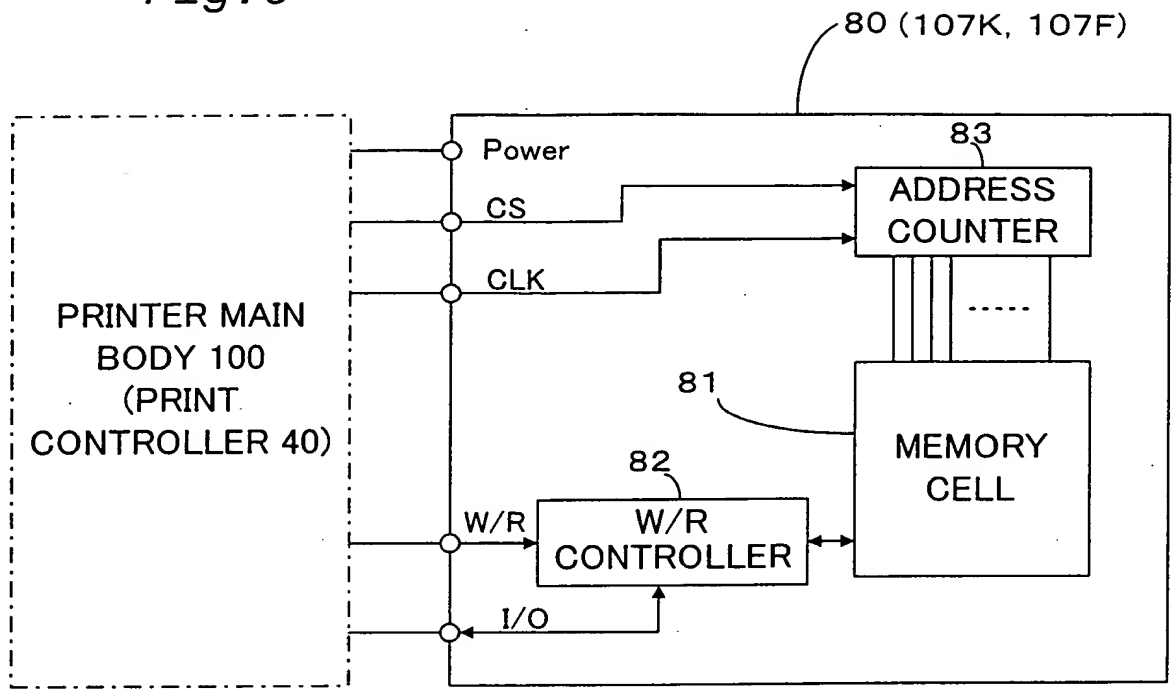 80 (107K, 107F)
Power
CS
CLK
83
ADDRESS
COUNTER
PRINTER MAIN
BODY 100
(PRINT
CONTROLLER 40)
81
MEMORY
CELL
82
W/R
W/R
CONTROLLER
I/O